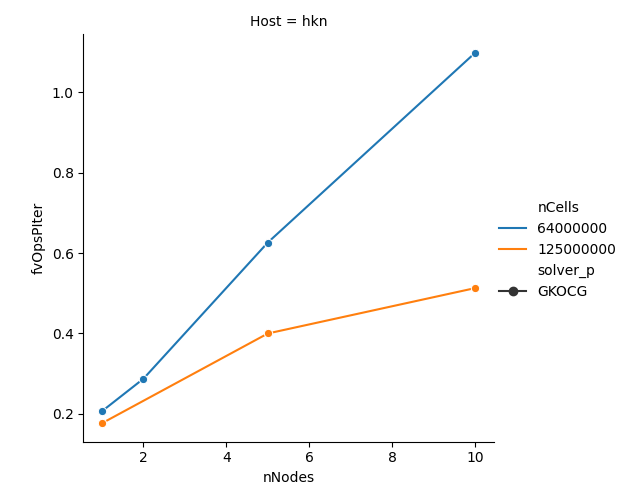 Host = hkn
fvOpsPIter
1.0
0.8
0.6
0.4
0.2
2
4
6
8
10
nNodes
nCells
64000000
125000000
solver_p
GKOCG